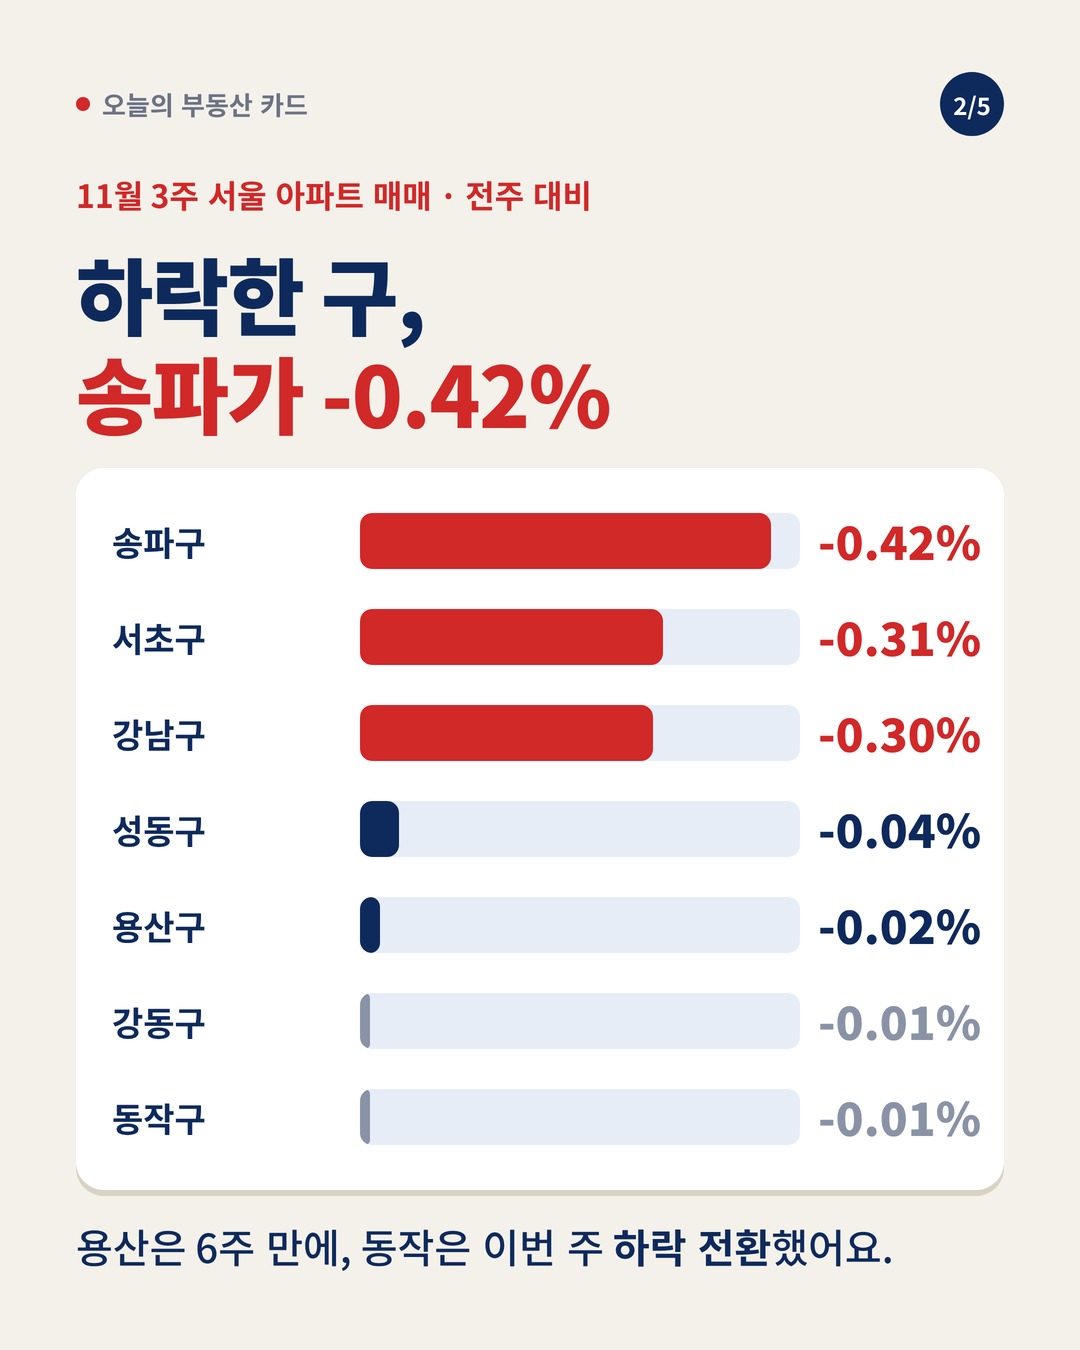 오늘의 부동산 카드
2/5
11월 3주 서울 아파트 매매 · 전주 대비
하락한 구,
송파가 -0.42%
송파구 -0.42%
서초구 -0.31%
강남구 -0.30%
성동구 -0.04%
용산구 -0.02%
강동구 -0.01%
동작구 -0.01%
용산은 6주 만에, 동작은 이번 주 하락 전환했어요.